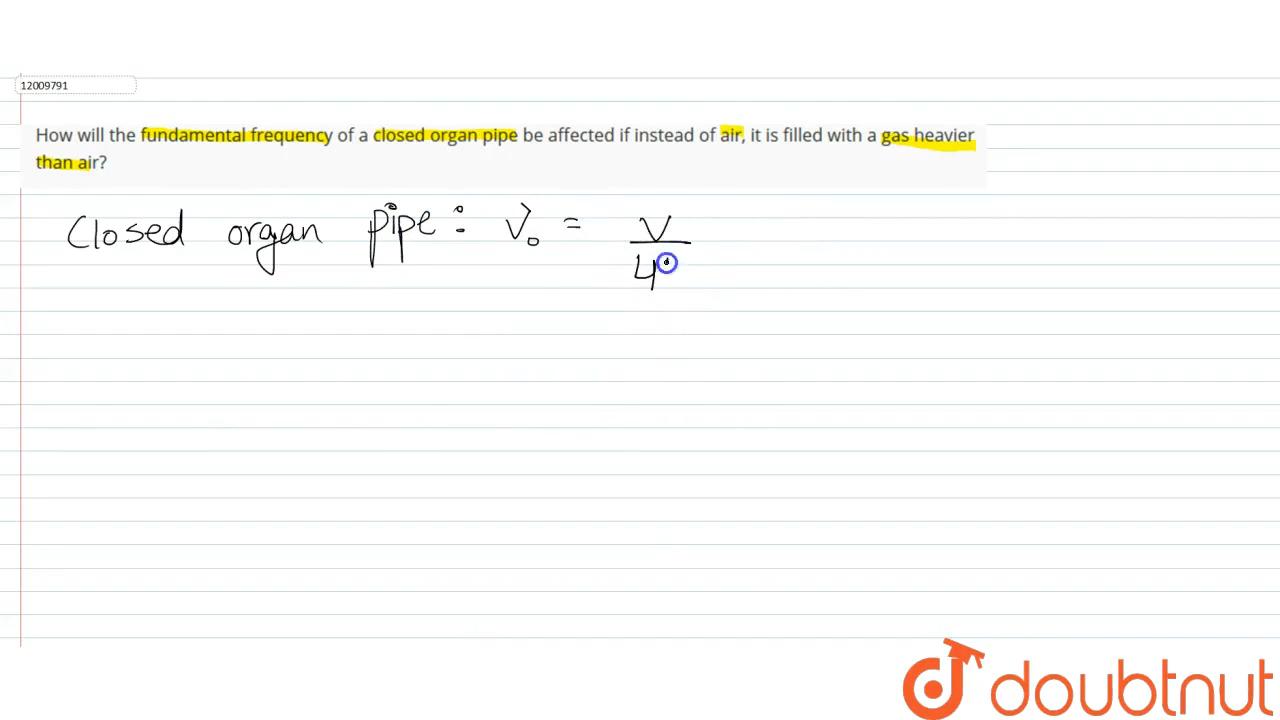 12009791
How will the fundamental frequency of a closed organ pipe be affected if instead of air, it is filled with a gas heavier
than air?
Closed organ pipe : ν₀ = v
4
doubtnut